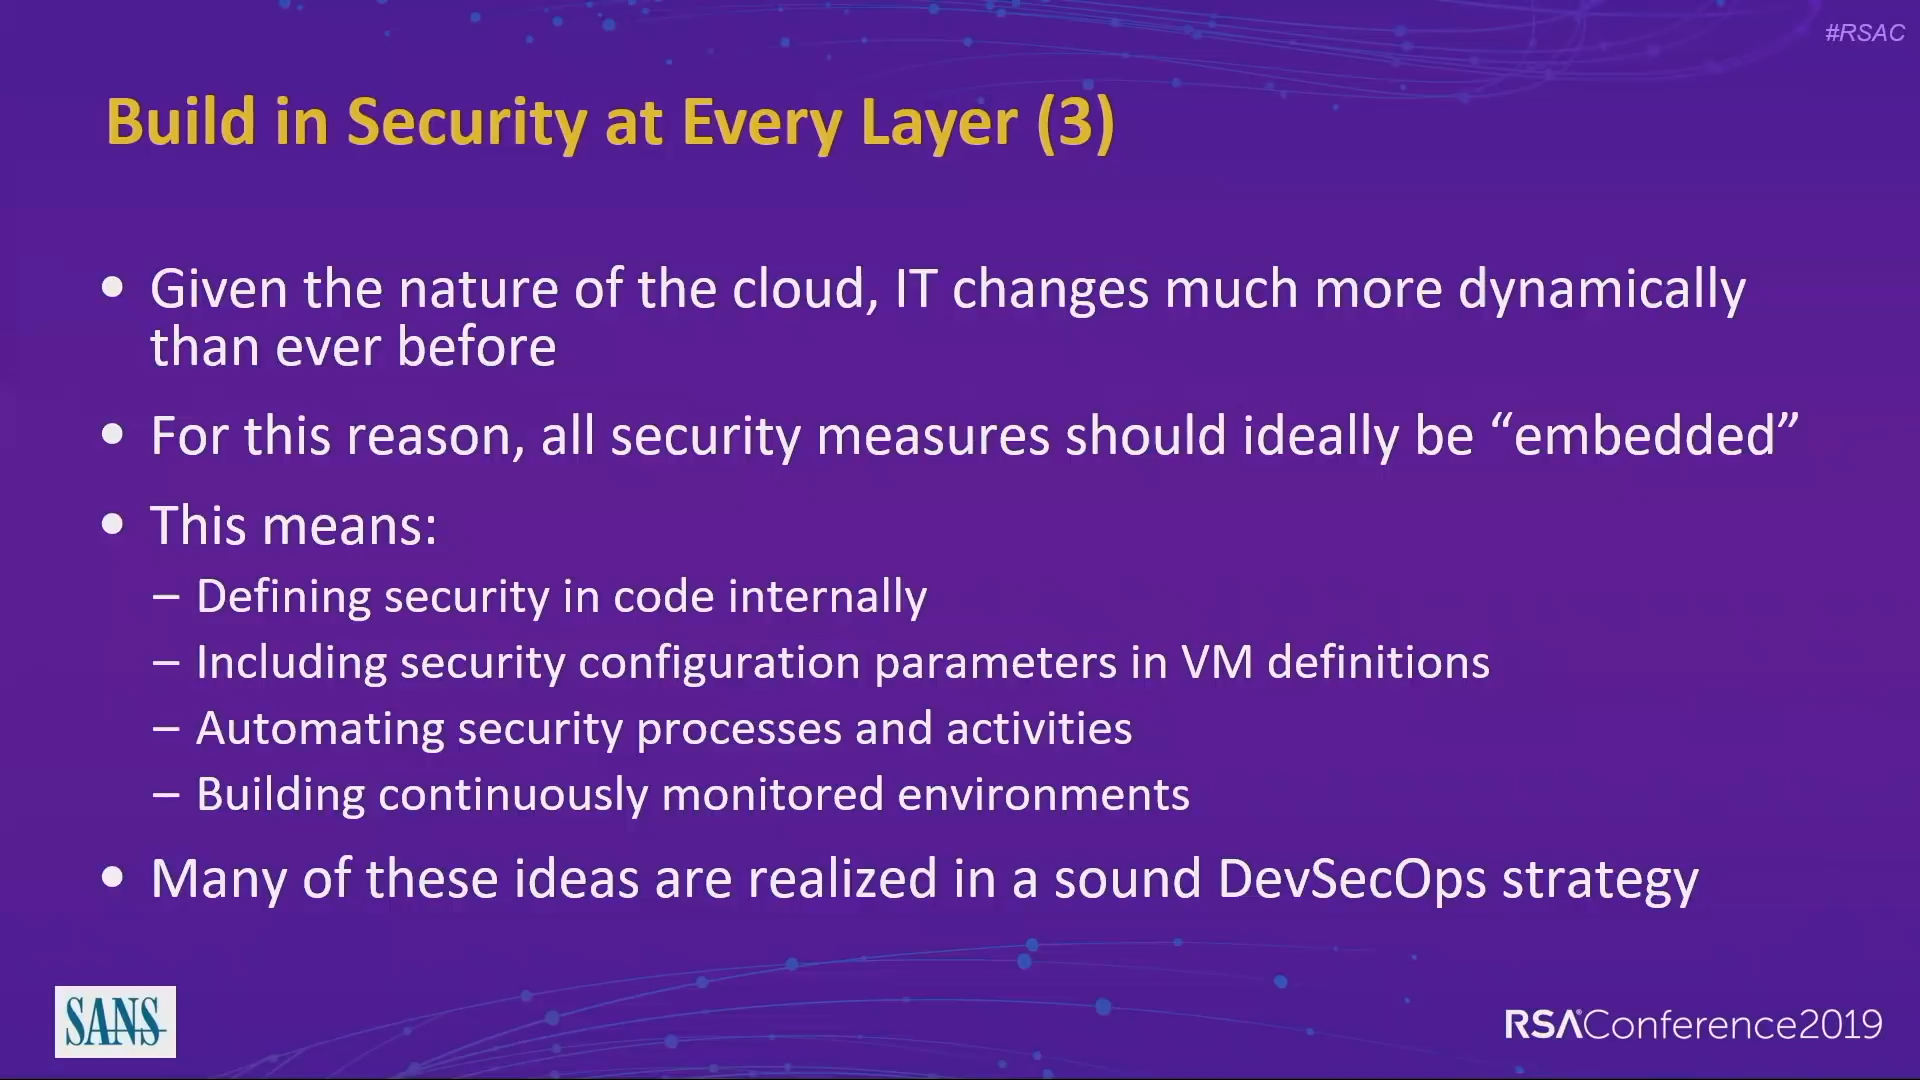 #RSAC
Build in Security at Every Layer (3)
• Given the nature of the cloud, IT changes much more dynamically
than ever before
• For this reason, all security measures should ideally be “embedded”
• This means:
– Defining security in code internally
– Including security configuration parameters in VM definitions
– Automating security processes and activities
– Building continuously monitored environments
• Many of these ideas are realized in a sound DevSecOps strategy
SANS
RSAConference2019